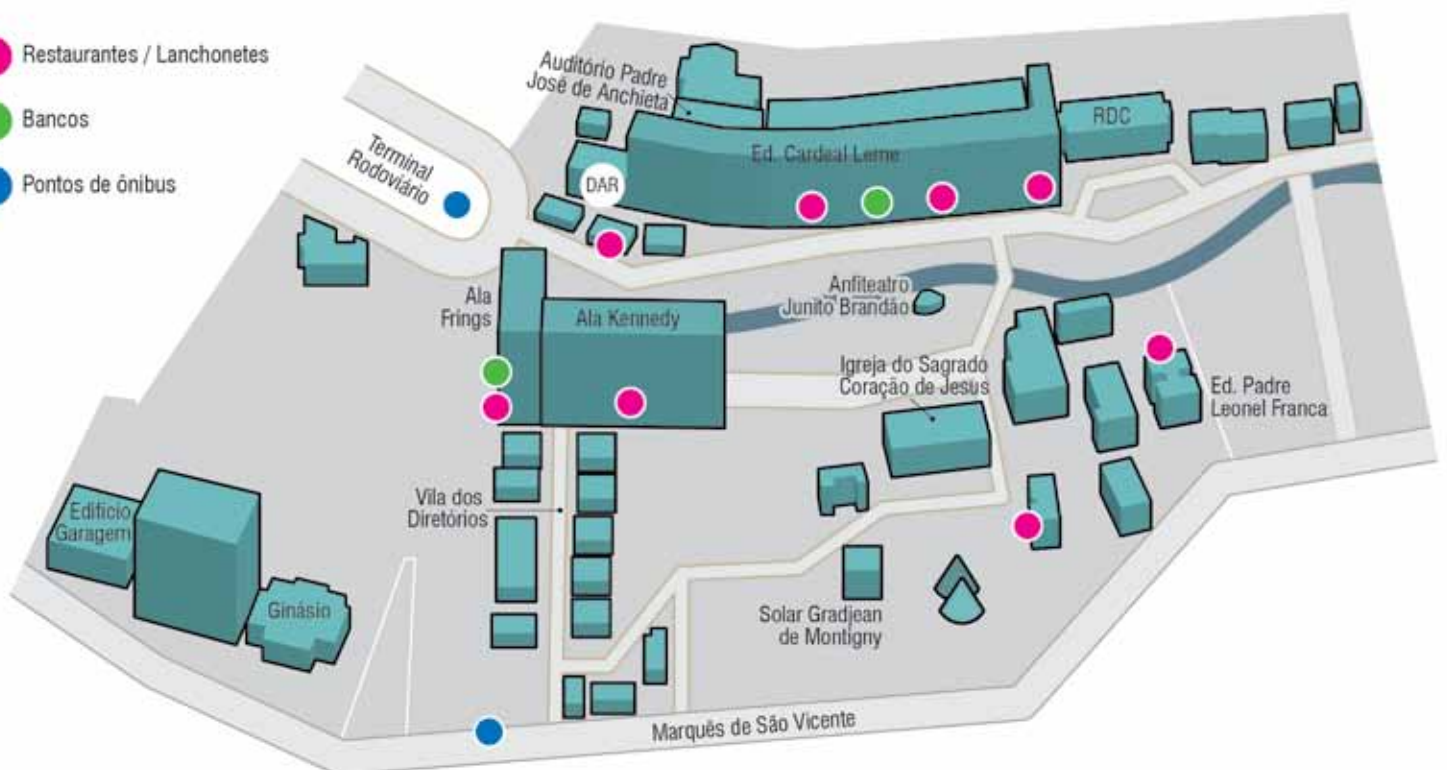 Restaurantes / Lanchonetes
Bancos
Pontos de ônibus
Auditório Padre
José de Anchieta
Terminal
Rodoviário
DAR
Ed. Cardeal Leme
RDC
Ala
Frings
Ala Kennedy
Anfiteatro
Junito Brandão
Igreja do Sagrado
Coração de Jesus
Ed. Padre
Leonel Franca
Vila dos
Diretórios
Edifício
Garagem
Ginásio
Solar Gradjean
de Montigny
Marquês de São Vicente